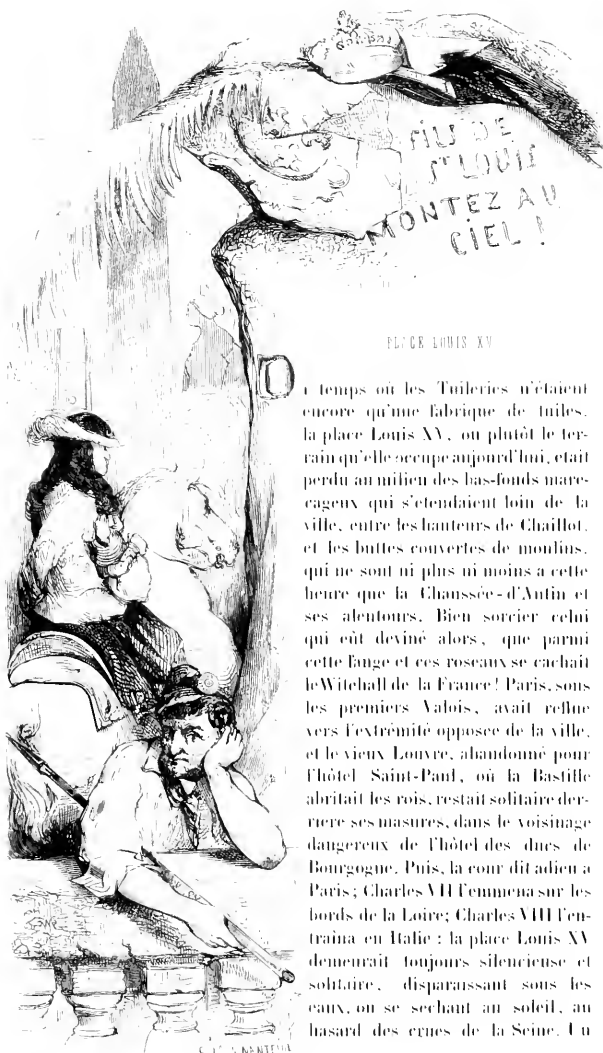 FILS DE
ST LOUIS
MONTEZ AU
CIEL !
PLACE LOUIS XV
u temps où les Tuileries n'étaient
encore qu'une fabrique de tuiles,
la place Louis XV, ou plutôt le ter-
rain qu'elle occupe aujourd'hui, était
perdu au milieu des bas-fonds maré-
cageux qui s'étendaient loin de la
ville, entre les hauteurs de Chaillot,
et les buttes couvertes de moulins,
qui ne sont ni plus ni moins à cette
heure que la Chaussée-d'Antin et
ses alentours. Bien sorcier celui
qui eût deviné alors, que parmi
cette fange et ces roseaux se cachait
le Witehall de la France! Paris, sous
les premiers Valois, avait reflué
vers l'extrémité opposée de la ville,
et le vieux Louvre, abandonné pour
l'hôtel Saint-Paul, où la Bastille
abritait les rois, restait solitaire der-
rière ses masures, dans le voisinage
dangereux de l'hôtel des ducs de
Bourgogne. Puis, la cour dit adieu à
Paris; Charles VII l'emmena sur les
bords de la Loire; Charles VIII l'en-
traîna en Italie : la place Louis XV
demeurait toujours silencieuse et
solitaire, disparaissant sous les
eaux, ou se séchant au soleil, au
hasard des crues de la Seine. Un
NANTEUIL